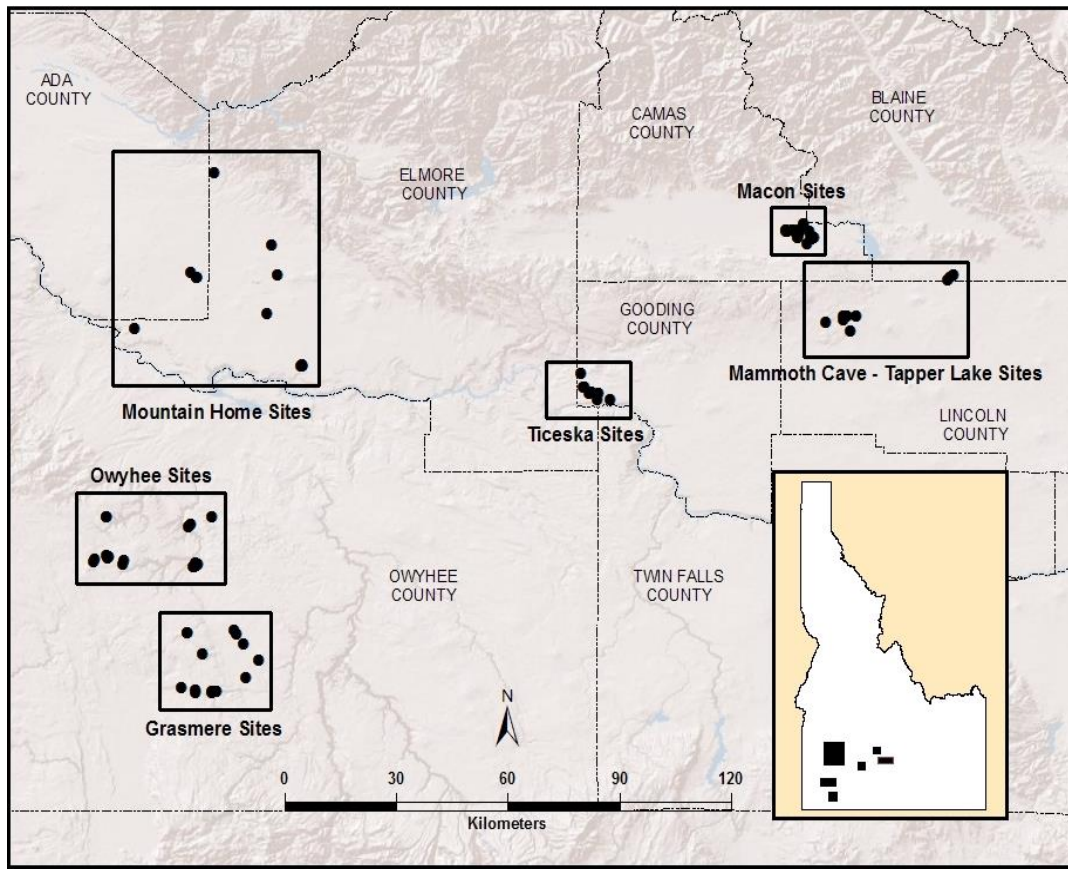 ADA
COUNTY
CAMAS
COUNTY
BLAINE
COUNTY
ELMORE
COUNTY
Macon Sites
GOODING
COUNTY
Mammoth Cave - Tapper Lake Sites
Mountain Home Sites
Ticeska Sites
LINCOLN
COUNTY
Owyhee Sites
OWYHEE
COUNTY
TWIN FALLS
COUNTY
Grasmere Sites
N
0 30 60 90 120
Kilometers